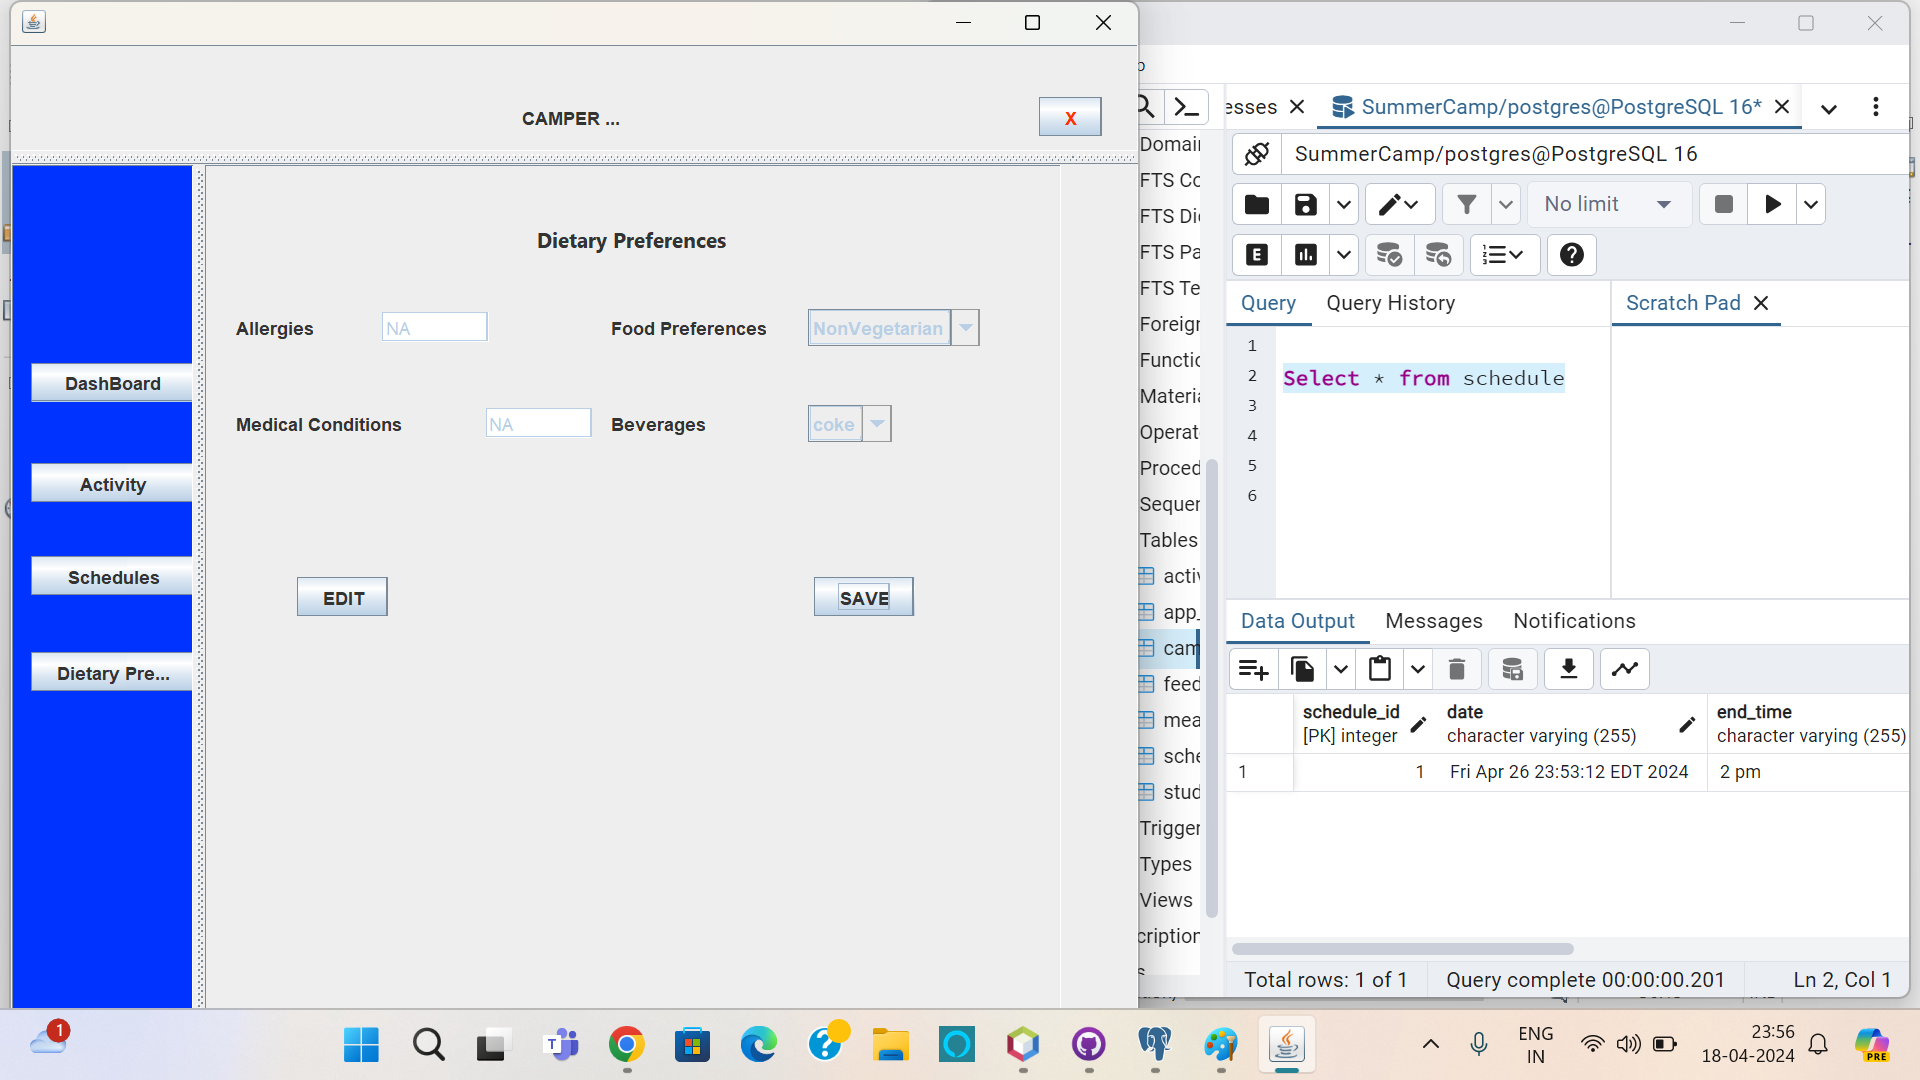 CAMPER ...
X
DashBoard
Activity
Schedules
Dietary Pre...
Dietary Preferences
Allergies
NA
Food Preferences
NonVegetarian
Medical Conditions
NA
Beverages
coke
EDIT
SAVE
esses
SummerCamp/postgres@PostgreSQL 16*
SummerCamp/postgres@PostgreSQL 16
No limit
E
Domai
FTS Co
FTS Di
FTS Pa
FTS Te
Foreig
Functi
Materi
Operat
Proced
Sequer
Tables
activ
app_
cam
feed
mea
sche
stud
Trigger
Types
Views
cription
Query
Query History
Scratch Pad
1
2
Select * from schedule
3
4
5
6
Data Output
Messages
Notifications
schedule_id
[PK] integer
date
character varying (255)
end_time
character varying (255)
1
1
Fri Apr 26 23:53:12 EDT 2024
2 pm
Total rows: 1 of 1
Query complete 00:00:00.201
Ln 2, Col 1
1
ENG
IN
23:56
18-04-2024
PRE